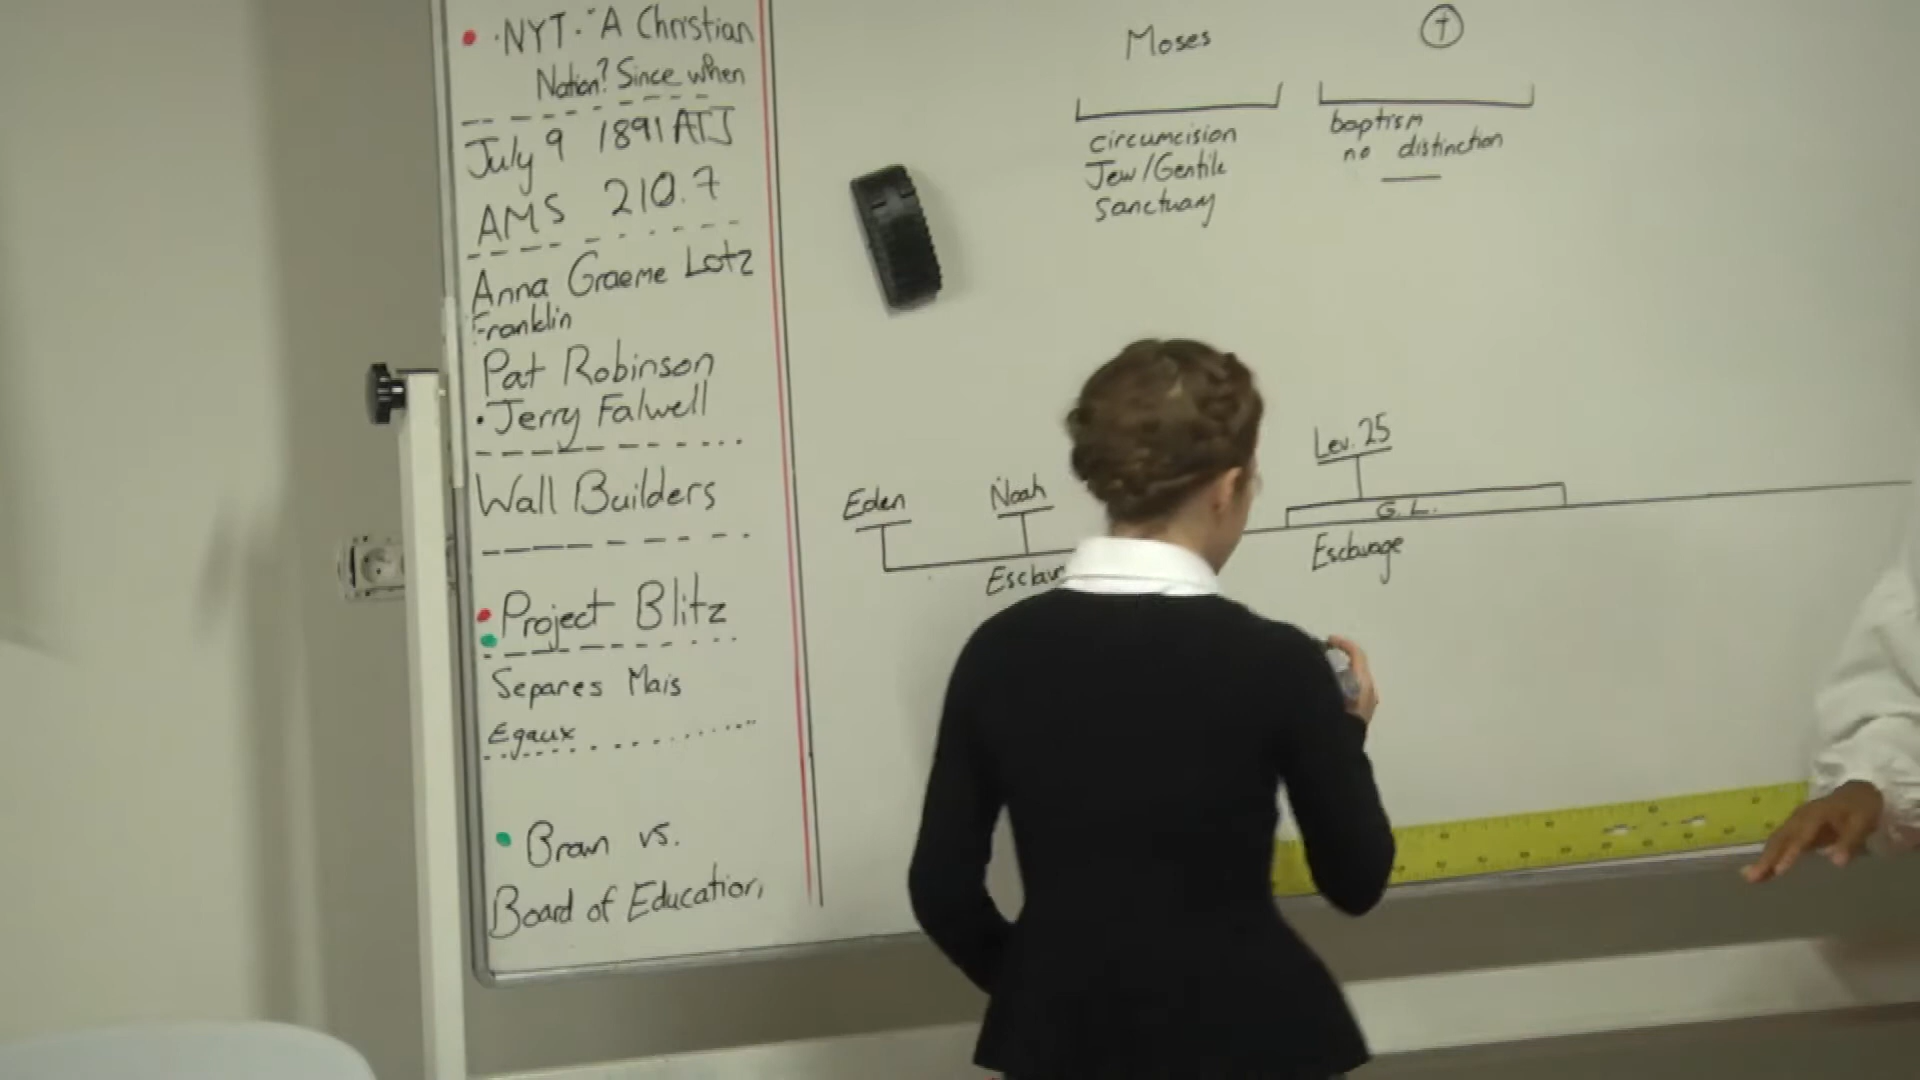 • NYT. "A Christian
Nation? Since when
July 9 1891 ATJ
AMS 210.7
Anna Graeme Lotz
Franklin
Pat Robinson
• Jerry Falwell
Wall Builders
Project Blitz
Separes Mais
Egaux
Brown vs.
Board of Education,
Moses
circumcision
Jew/Gentile
Sanctuary
baptism
no distinction
Eden
Noah
Lev. 25
G. L.
Esclav
Esclavage